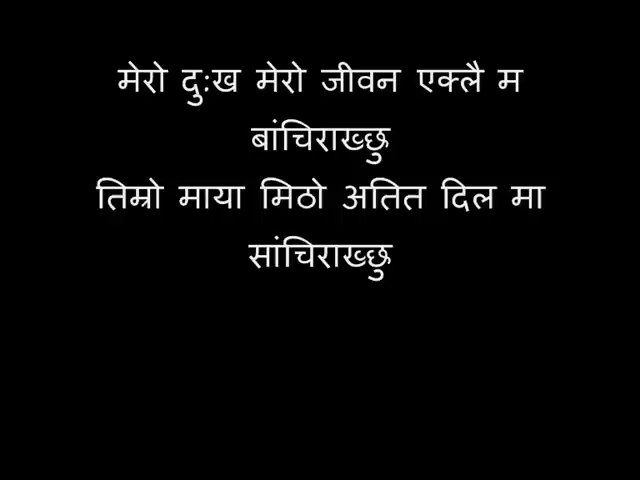 मेरो दुःख मेरो जीवन एक्लै म
बांचिराख्छु
तिम्रो माया मिठो अतित दिल मा
सांचिराख्छु